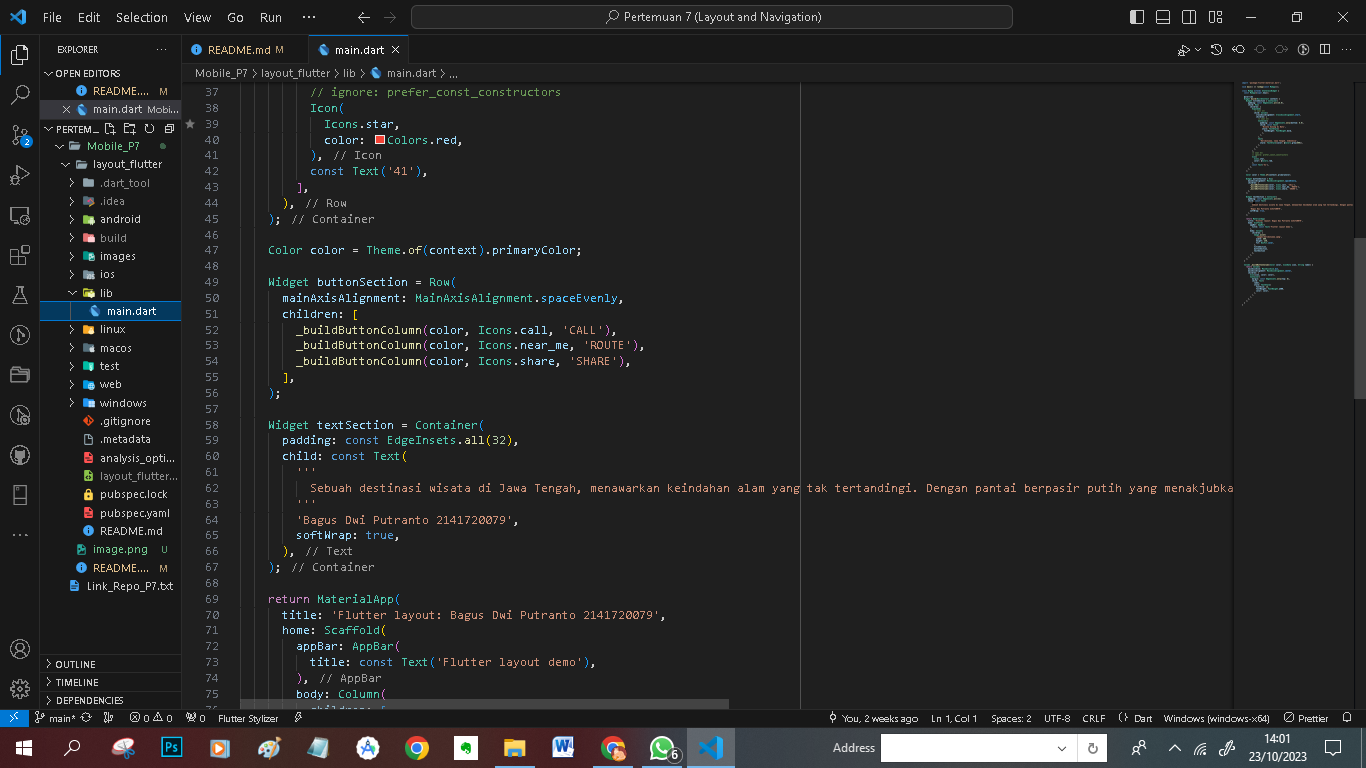 File Edit Selection View Go Run ··· Pertemuan 7 (Layout and Navigation)
EXPLORER ···
OPEN EDITORS
README.... M
main.dart Mobi...
PERTEM...
Mobile_P7
layout_flutter
.dart_tool
.idea
android
build
images
ios
lib
main.dart
linux
macos
test
web
windows
.gitignore
.metadata
analysis_opti...
layout_flutter...
pubspec.lock
pubspec.yaml
README.md
image.png U
README.... M
Link_Repo_P7.txt
OUTLINE
TIMELINE
DEPENDENCIES
2
README.md M main.dart
Mobile_P7 > layout_flutter > lib > main.dart > ...
37 // ignore: prefer_const_constructors
38 Icon(
39 Icons.star,
40 color: Colors.red,
41 ), // Icon
42 const Text('41'),
43 ],
44 ), // Row
45 ); // Container
46
47 Color color = Theme.of(context).primaryColor;
48
49 Widget buttonSection = Row(
50 mainAxisAlignment: MainAxisAlignment.spaceEvenly,
51 children: [
52 _buildButtonColumn(color, Icons.call, 'CALL'),
53 _buildButtonColumn(color, Icons.near_me, 'ROUTE'),
54 _buildButtonColumn(color, Icons.share, 'SHARE'),
55 ],
56 );
57
58 Widget textSection = Container(
59 padding: const EdgeInsets.all(32),
60 child: const Text(
61 '''
62 Sebuah destinasi wisata di Jawa Tengah, menawarkan keindahan alam yang tak tertandingi. Dengan pantai berpasir putih yang menakjubka
63 '''
64 'Bagus Dwi Putranto 2141720079',
65 softWrap: true,
66 ), // Text
67 ); // Container
68
69 return MaterialApp(
70 title: 'Flutter layout: Bagus Dwi Putranto 2141720079',
71 home: Scaffold(
72 appBar: AppBar(
73 title: const Text('Flutter layout demo'),
74 ), // AppBar
75 body: Column(
main* 0 0 0 Flutter Stylizer You, 2 weeks ago Ln 1, Col 1 Spaces: 2 UTF-8 CRLF Dart Windows (windows-x64) Prettier
Address 6 14:01
23/10/2023